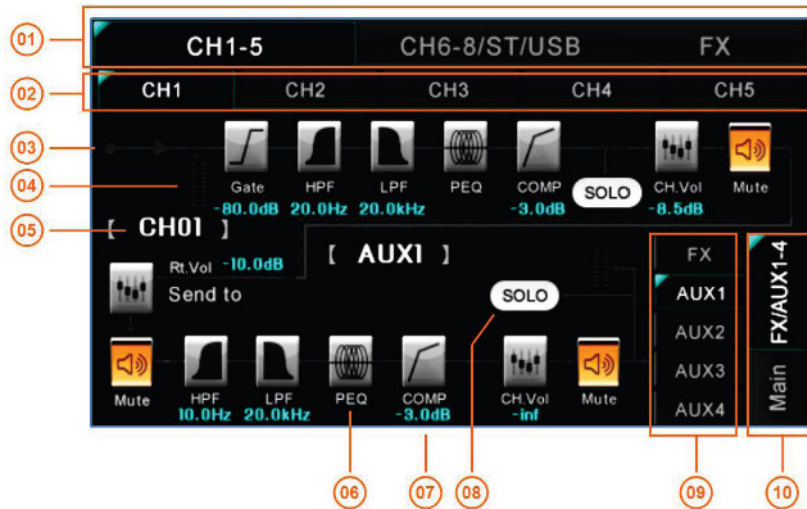 01
CH1-5 CH6-8/ST/USB FX
02
CH1 CH2 CH3 CH4 CH5
03
04
Gate HPF LPF PEQ COMP SOLO CH.Vol Mute
-80.0dB 20.0Hz 20.0kHz -3.0dB -8.5dB
05
[ CH01 ]
Rt.Vol -10.0dB
Send to
[ AUX1 ]
SOLO
Mute HPF LPF PEQ COMP CH.Vol Mute
10.0Hz 20.0kHz -3.0dB -inf
FX
AUX1
AUX2
AUX3
AUX4
FX/AUX1-4
Main
06 07 08 09 10